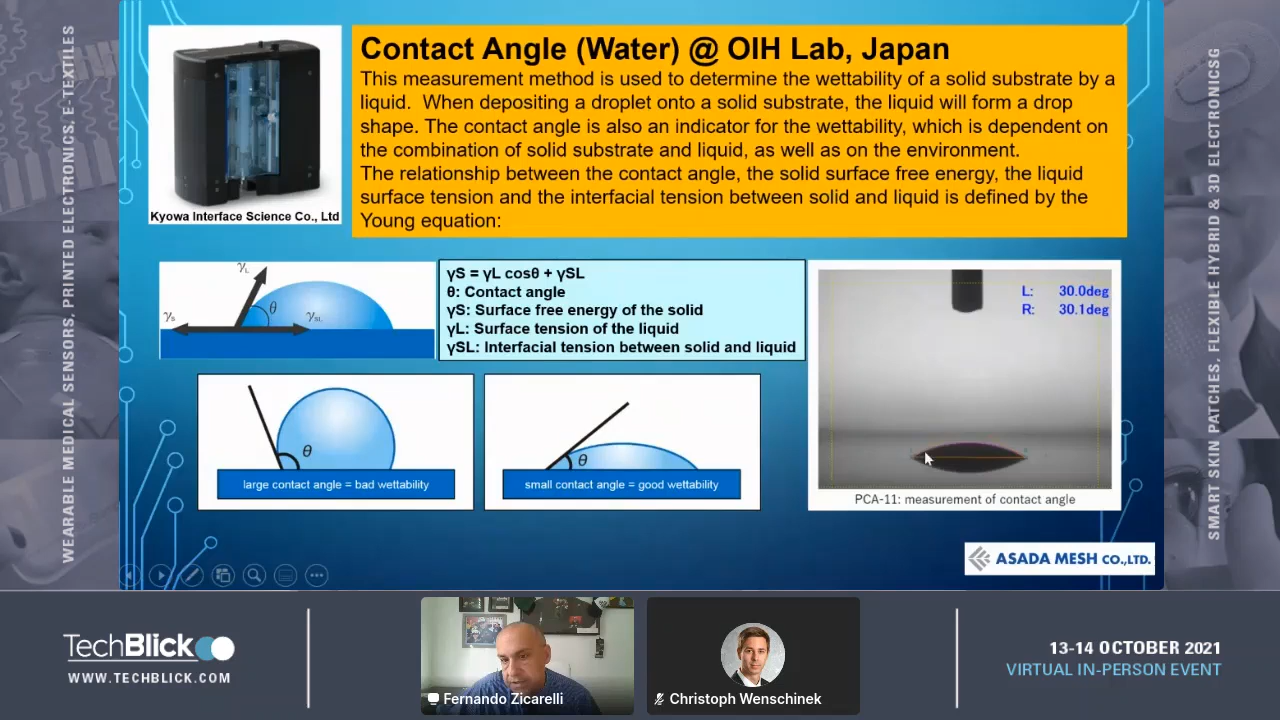 WEARABLE MEDICAL SENSORS, PRINTED ELECTRONICS, E-TEXTILES
Kyowa Interface Science Co., Ltd
Contact Angle (Water) @ OIH Lab, Japan
This measurement method is used to determine the wettability of a solid substrate by a
liquid.  When depositing a droplet onto a solid substrate, the liquid will form a drop
shape. The contact angle is also an indicator for the wettability, which is dependent on
the combination of solid substrate and liquid, as well as on the environment.
The relationship between the contact angle, the solid surface free energy, the liquid
surface tension and the interfacial tension between solid and liquid is defined by the
Young equation:
γL
θ
γS
γSL
γS = γL cosθ + γSL
θ: Contact angle
γS: Surface free energy of the solid
γL: Surface tension of the liquid
γSL: Interfacial tension between solid and liquid
L: 30.0deg
R: 30.1deg
PCA-11: measurement of contact angle
θ
large contact angle = bad wettability
θ
small contact angle = good wettability
ASADA MESH CO.,LTD.
SMART SKIN PATCHES, FLEXIBLE HYBRID & 3D ELECTRONICSG
TechBlick
WWW.TECHBLICK.COM
Fernando Zicarelli
Christoph Wenschinek
13-14 OCTOBER 2021
VIRTUAL IN-PERSON EVENT